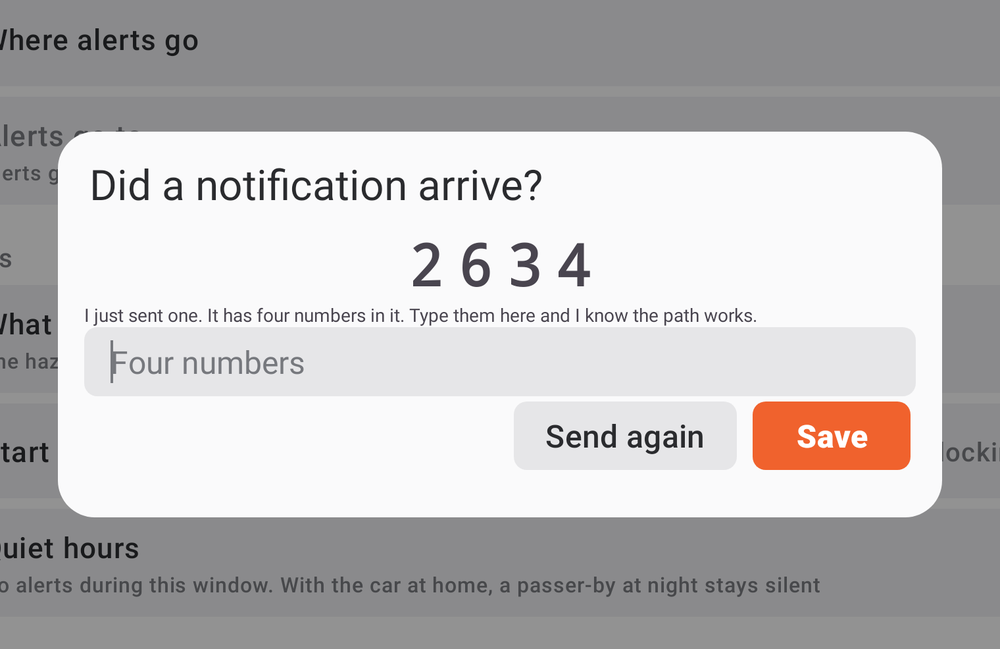 Where alerts go
Did a notification arrive?
2 6 3 4
I just sent one. It has four numbers in it. Type them here and I know the path works.
Four numbers
Send again
Save
Quiet hours
alerts during this window. With the car at home, a passer-by at night stays silent